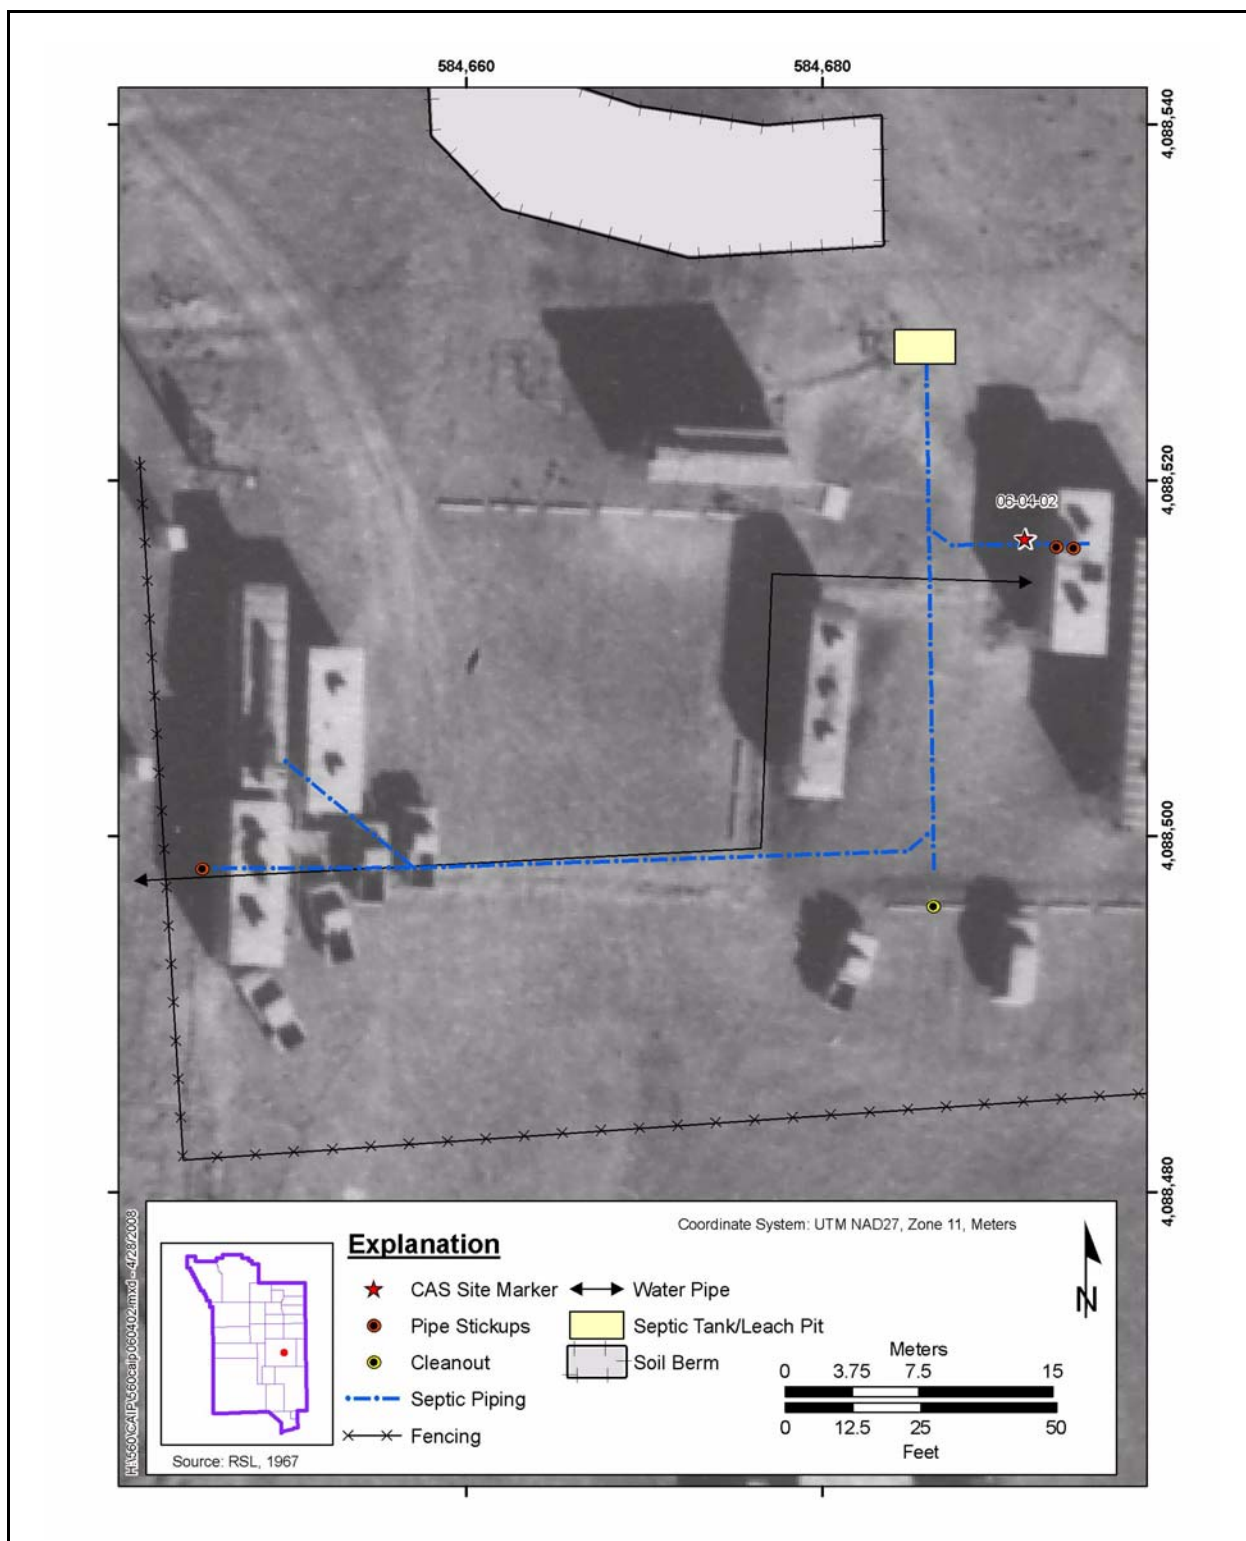 584,660
584,680
4,088,540
4,088,520
06-04-02
4,088,500
4,088,480
H:\560\CAIP\560caip060402.mxd - 4/28/2008
Coordinate System: UTM NAD27, Zone 11, Meters
Explanation
CAS Site Marker
Water Pipe
Pipe Stickups
Septic Tank/Leach Pit
Cleanout
Soil Berm
Septic Piping
Fencing
N
Meters
0 3.75 7.5 15
0 12.5 25 50
Feet
Source: RSL, 1967